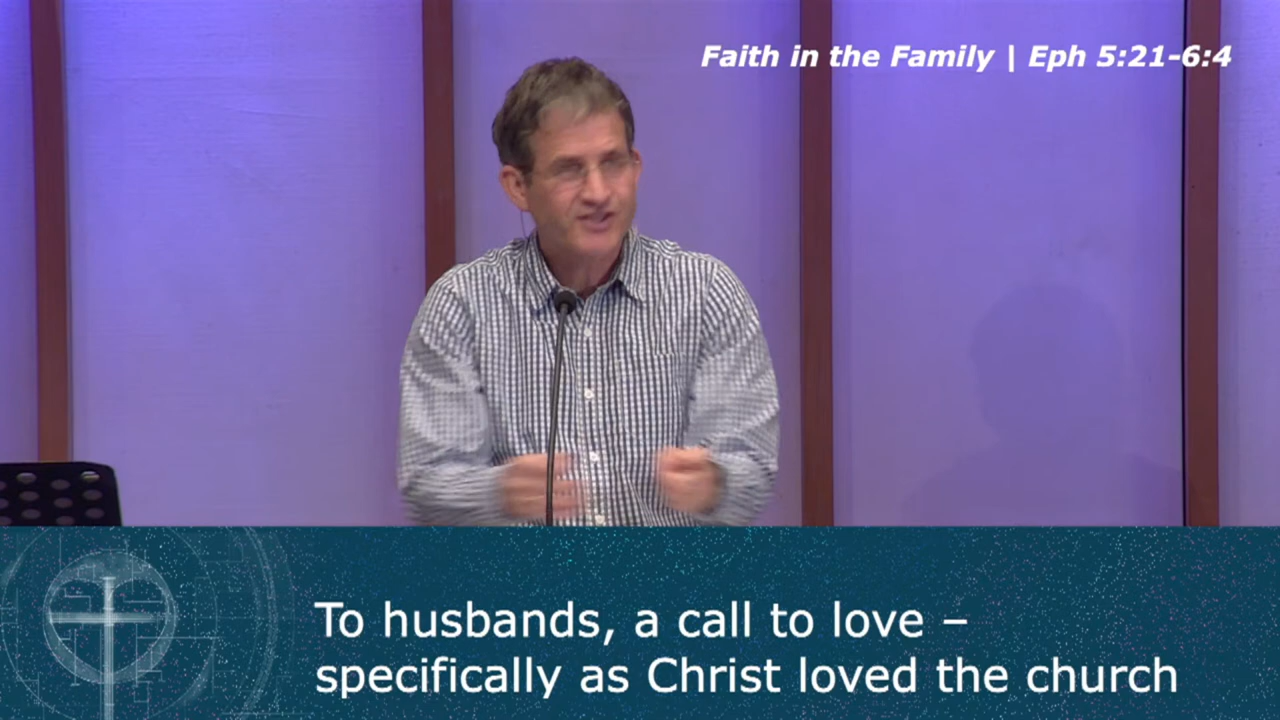 Faith in the Family | Eph 5:21-6:4
To husbands, a call to love –
specifically as Christ loved the church